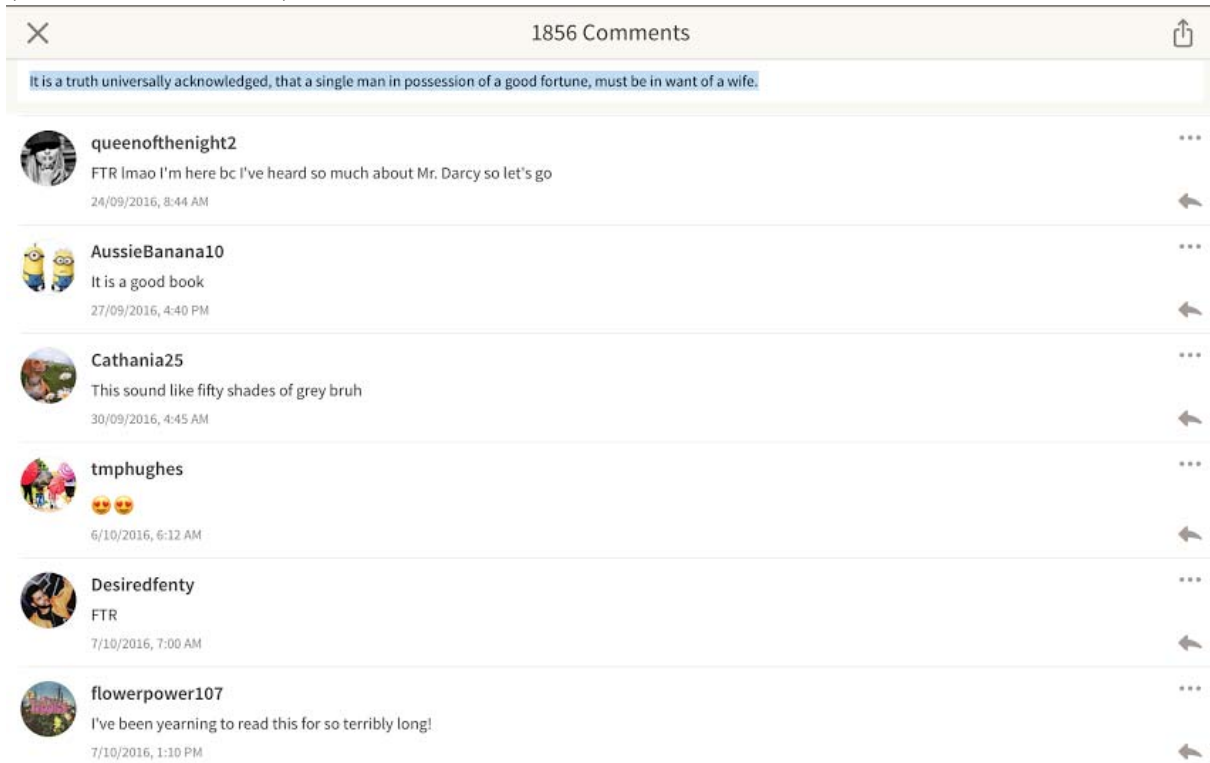 1856 Comments
It is a truth universally acknowledged, that a single man in possession of a good fortune, must be in want of a wife.
queenofthenight2
FTR lmao I'm here bc I've heard so much about Mr. Darcy so let's go
24/09/2016, 8:44 AM
AussieBanana10
It is a good book
27/09/2016, 4:40 PM
Cathania25
This sound like fifty shades of grey bruh
30/09/2016, 4:45 AM
tmphughes
😍😍
6/10/2016, 6:12 AM
Desiredfenty
FTR
7/10/2016, 7:00 AM
flowerpower107
I've been yearning to read this for so terribly long!
7/10/2016, 1:10 PM